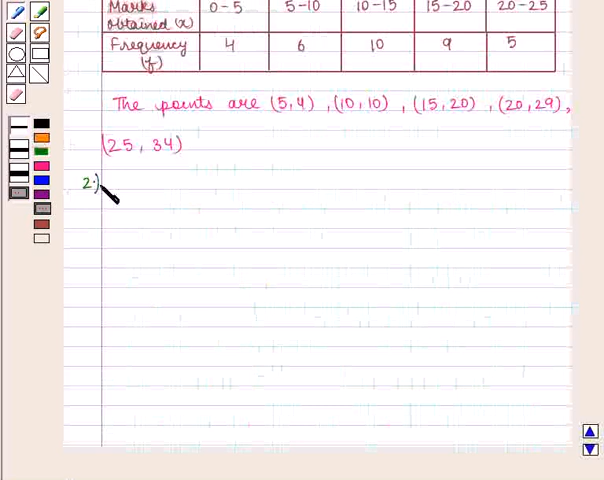 Marks obtained (x) 0-5 5-10 10-15 15-20 20-25
Frequency (f) 4 6 10 9 5
The points are (5,4) , (10,10) , (15,20) , (20,29) ,
(25, 34)
2.)